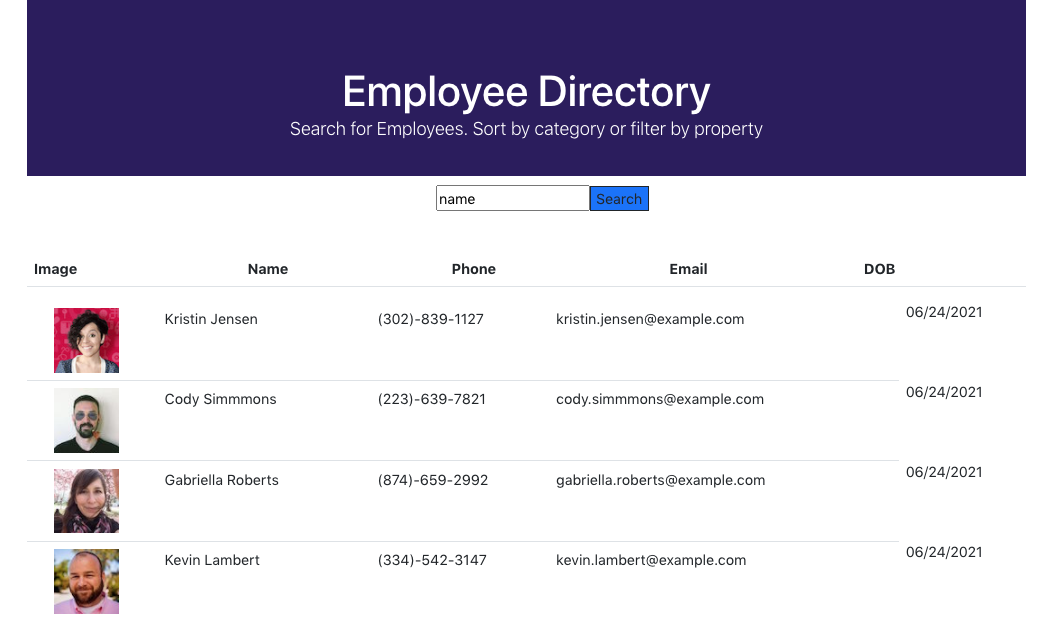 Employee Directory
Search for Employees. Sort by category or filter by property
name Search
Image Name Phone Email DOB
Kristin Jensen (302)-839-1127 kristin.jensen@example.com 06/24/2021
Cody Simmmons (223)-639-7821 cody.simmmons@example.com 06/24/2021
Gabriella Roberts (874)-659-2992 gabriella.roberts@example.com 06/24/2021
Kevin Lambert (334)-542-3147 kevin.lambert@example.com 06/24/2021